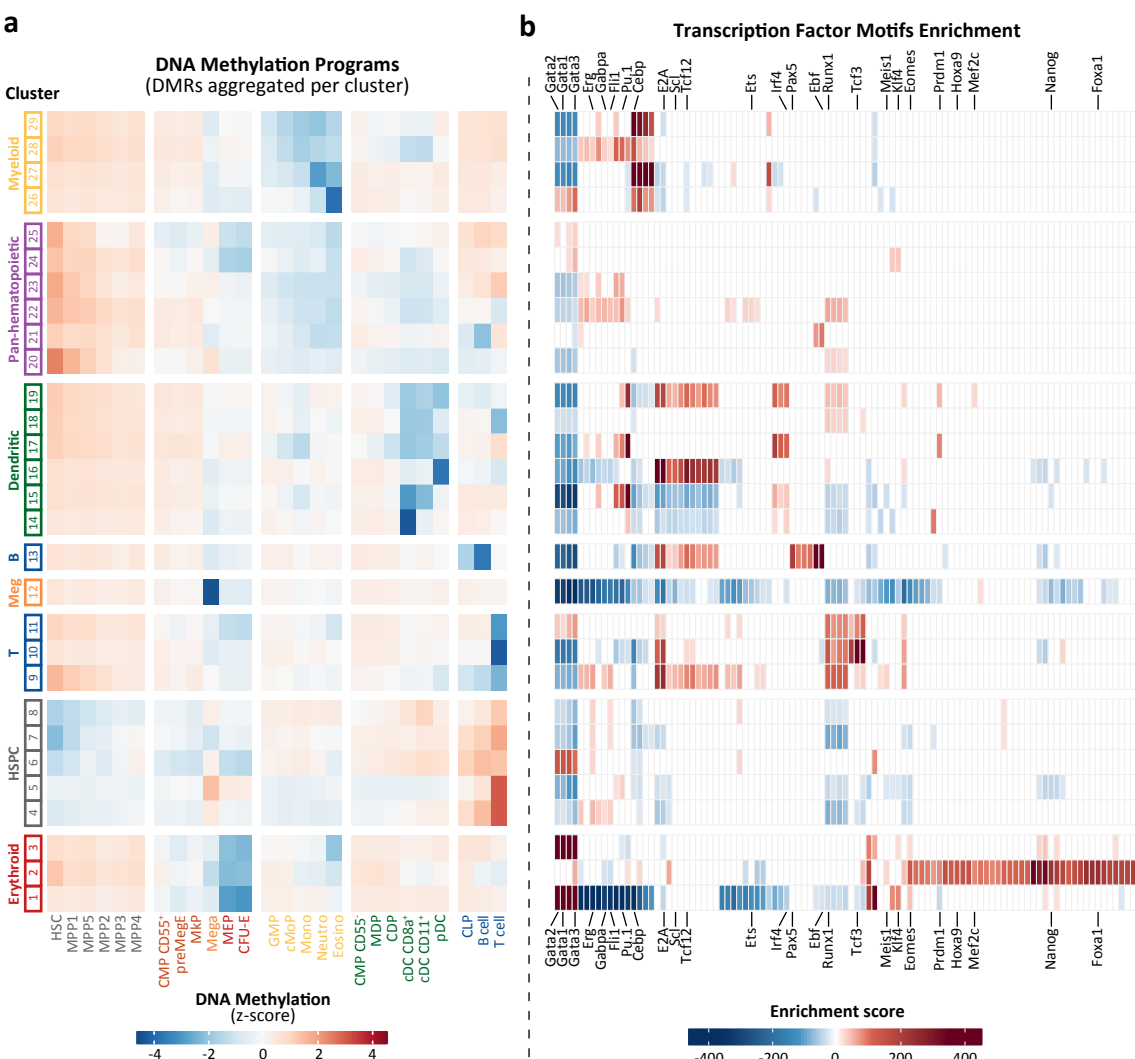 a
DNA Methylation Programs
(DMRs aggregated per cluster)
Cluster
Myeloid
29
28
27
26
Pan-hematopoietic
25
24
23
22
21
20
Dendritic
19
18
17
16
15
14
B
13
Meg
12
T
11
10
9
HSPC
8
7
6
5
4
Erythroid
3
2
1
HSC
MPP1
MPP5
MPP2
MPP3
MPP4
CMP CD55⁺
preMegE
MkP
Mega
MEP
CFU-E
GMP
cMoP
Mono
Neutro
Eosino
CMP CD55⁻
MDP
CDP
cDC CD8a⁺
cDC CD11⁺
pDC
CLP
B cell
T cell
DNA Methylation
(z-score)
-4 -2 0 2 4
b
Transcription Factor Motifs Enrichment
Gata2
Gata1
Gata3
Erg
Gabpa
Fli1
Pu.1
Cebp
E2A
Scl
Tcf12
Ets
Irf4
Pax5
Ebf
Runx1
Tcf3
Meis1
Klf4
Eomes
Prdm1
Hoxa9
Mef2c
Nanog
Foxa1
Gata2
Gata1
Gata3
Erg
Gabpa
Fli1
Pu.1
Cebp
E2A
Scl
Tcf12
Ets
Irf4
Pax5
Ebf
Runx1
Tcf3
Meis1
Klf4
Eomes
Prdm1
Hoxa9
Mef2c
Nanog
Foxa1
Enrichment score
-400 -200 0 200 400